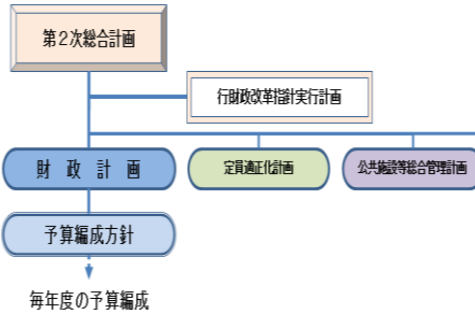 第２次総合計画
行財政改革指針実行計画
財政計画
定員適正化計画
公共施設等総合管理計画
予算編成方針
毎年度の予算編成